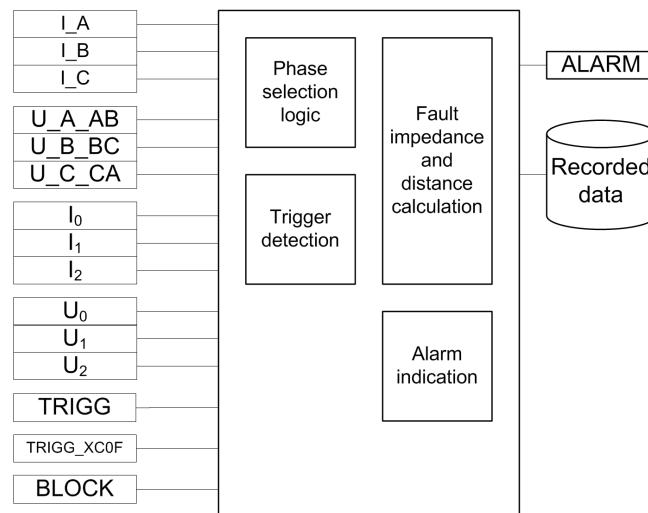 I_A
I_B
I_C
U_A_AB
U_B_BC
U_C_CA
I₀
I₁
I₂
U₀
U₁
U₂
TRIGG
TRIGG_XC0F
BLOCK
Phase
selection
logic
Trigger
detection
Fault
impedance
and
distance
calculation
Alarm
indication
ALARM
Recorded
data